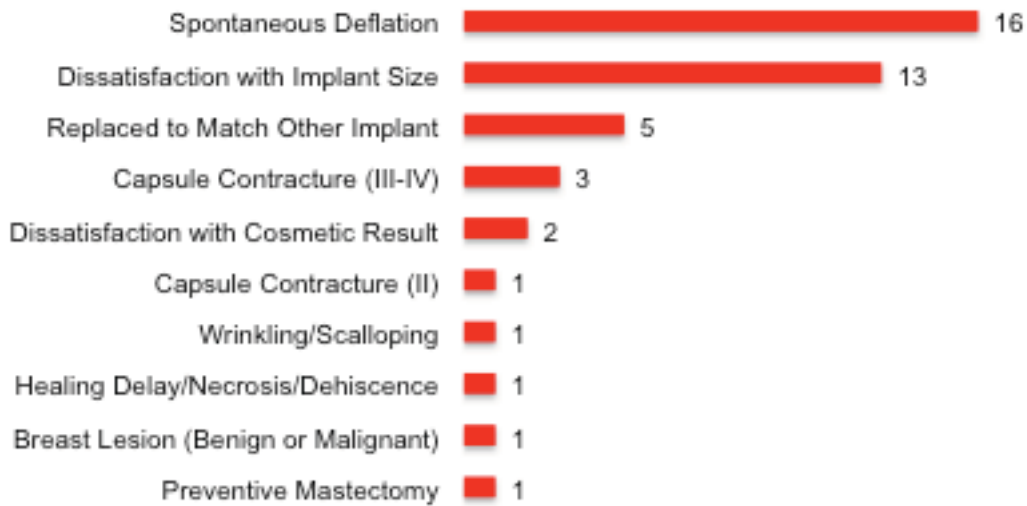 Spontaneous Deflation 16
Dissatisfaction with Implant Size 13
Replaced to Match Other Implant 5
Capsule Contracture (III-IV) 3
Dissatisfaction with Cosmetic Result 2
Capsule Contracture (II) 1
Wrinkling/Scalloping 1
Healing Delay/Necrosis/Dehiscence 1
Breast Lesion (Benign or Malignant) 1
Preventive Mastectomy 1